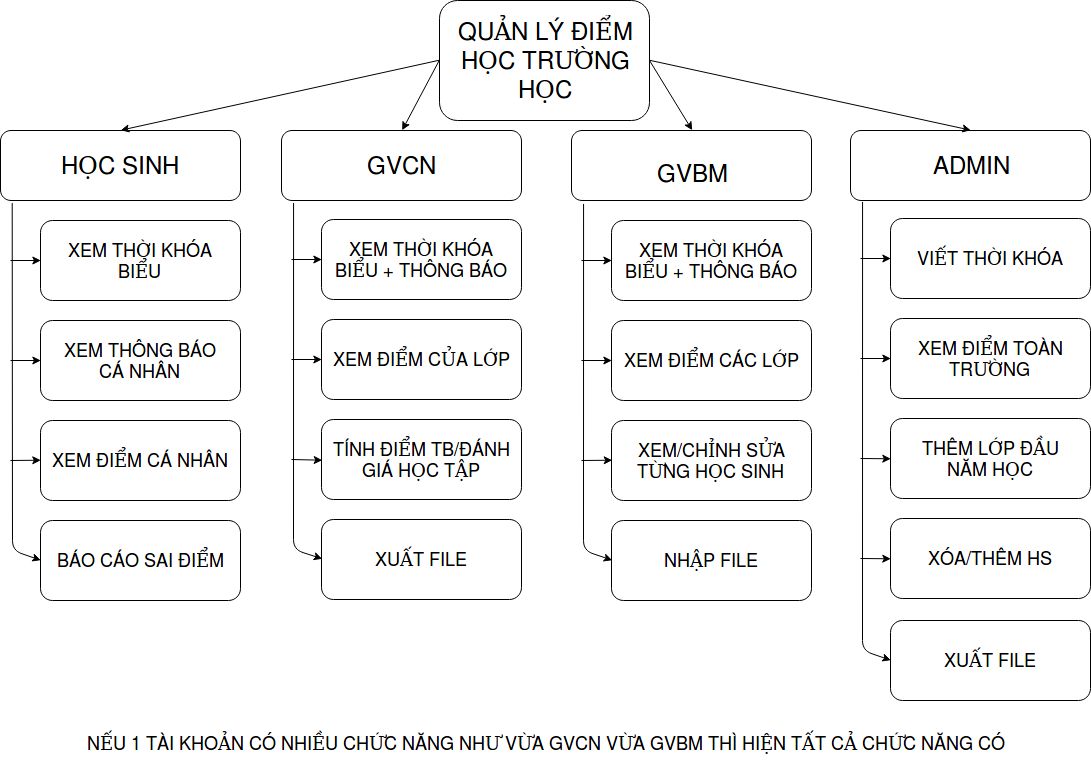 QUẢN LÝ ĐIỂM
HỌC TRƯỜNG
HỌC
HỌC SINH
XEM THỜI KHÓA
BIỂU
XEM THÔNG BÁO
CÁ NHÂN
XEM ĐIỂM CÁ NHÂN
BÁO CÁO SAI ĐIỂM
GVCN
XEM THỜI KHÓA
BIỂU + THÔNG BÁO
XEM ĐIỂM CỦA LỚP
TÍNH ĐIỂM TB/ĐÁNH
GIÁ HỌC TẬP
XUẤT FILE
GVBM
XEM THỜI KHÓA
BIỂU + THÔNG BÁO
XEM ĐIỂM CÁC LỚP
XEM/CHỈNH SỬA
TỪNG HỌC SINH
NHẬP FILE
ADMIN
VIẾT THỜI KHÓA
XEM ĐIỂM TOÀN
TRƯỜNG
THÊM LỚP ĐẦU
NĂM HỌC
XÓA/THÊM HS
XUẤT FILE
NẾU 1 TÀI KHOẢN CÓ NHIỀU CHỨC NĂNG NHƯ VỪA GVCN VỪA GVBM THÌ HIỆN TẤT CẢ CHỨC NĂNG CÓ